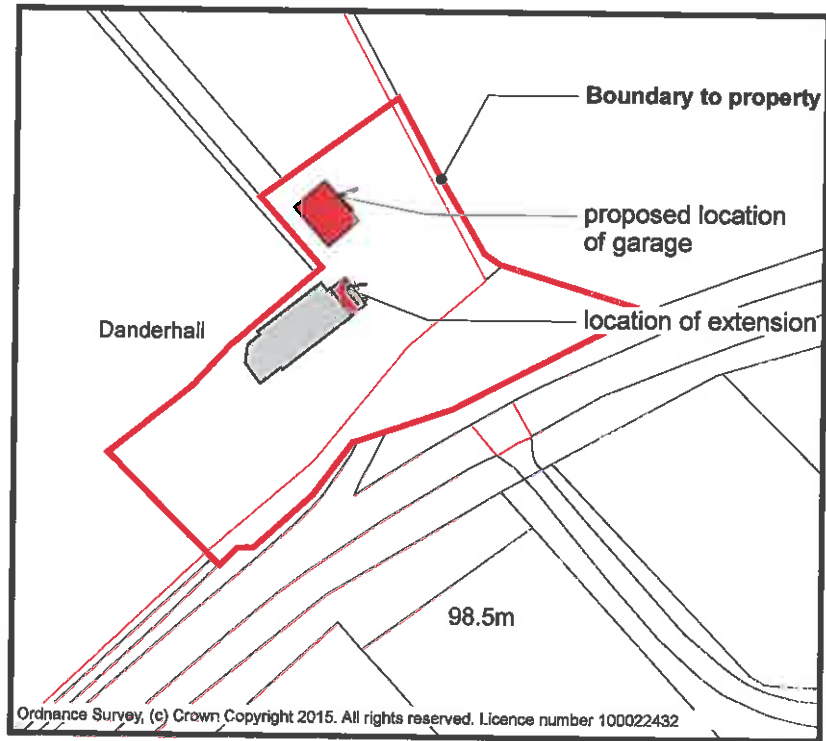 Boundary to property
proposed location
of garage
location of extension
Danderhall
98.5m
Ordnance Survey, (c) Crown Copyright 2015. All rights reserved. Licence number 100022432